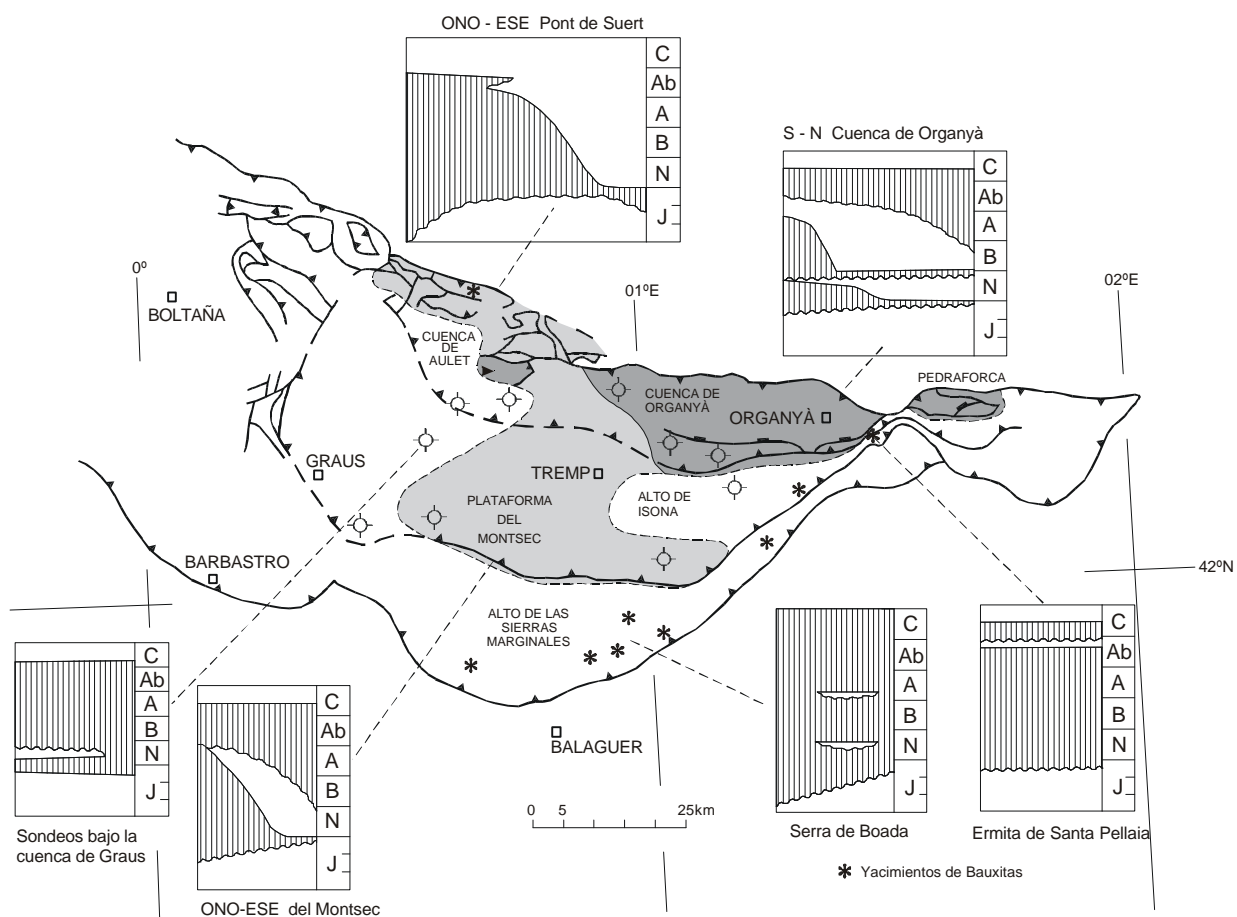 ONO - ESE Pont de Suert
C
Ab
A
B
N
J
S - N Cuenca de Organyà
C
Ab
A
B
N
J
0º
01ºE
02ºE
BOLTAÑA
CUENCA
DE
AULET
PEDRAFORCA
CUENCA DE
ORGANYÀ
ORGANYÀ
GRAUS
TREMP
ALTO DE
ISONA
PLATAFORMA
DEL
MONTSEC
BARBASTRO
42ºN
ALTO DE LAS
SIERRAS
MARGINALES
BALAGUER
C
Ab
A
B
N
J
Sondeos bajo la
cuenca de Graus
C
Ab
A
B
N
J
ONO-ESE del Montsec
0 5 25km
C
Ab
A
B
N
J
Serra de Boada
C
Ab
A
B
N
J
Ermita de Santa Pellaia
Yacimientos de Bauxitas